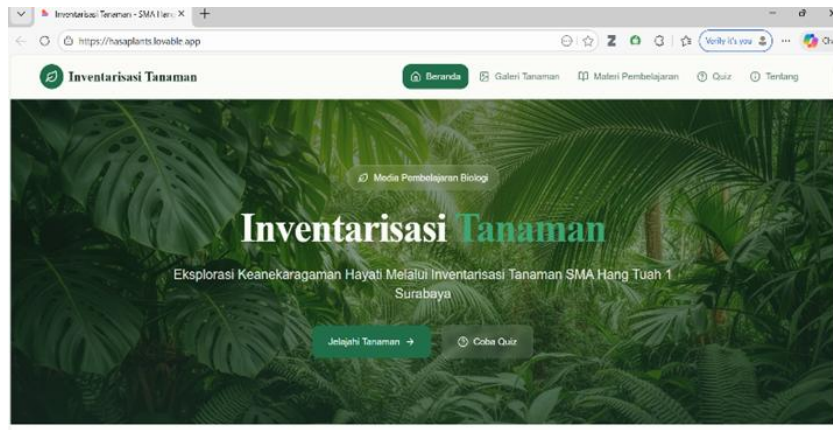 Inventarisasi Tanaman - SMA Hang
https://hasaplants.lovable.app
Verify it's you
Inventarisasi Tanaman
Beranda
Galeri Tanaman
Materi Pembelajaran
Quiz
Tentang
Media Pembelajaran Biologi
Inventarisasi Tanaman
Eksplorasi Keanekaragaman Hayati Melalui Inventarisasi Tanaman SMA Hang Tuah 1
Surabaya
Jelajahi Tanaman →
Coba Quiz